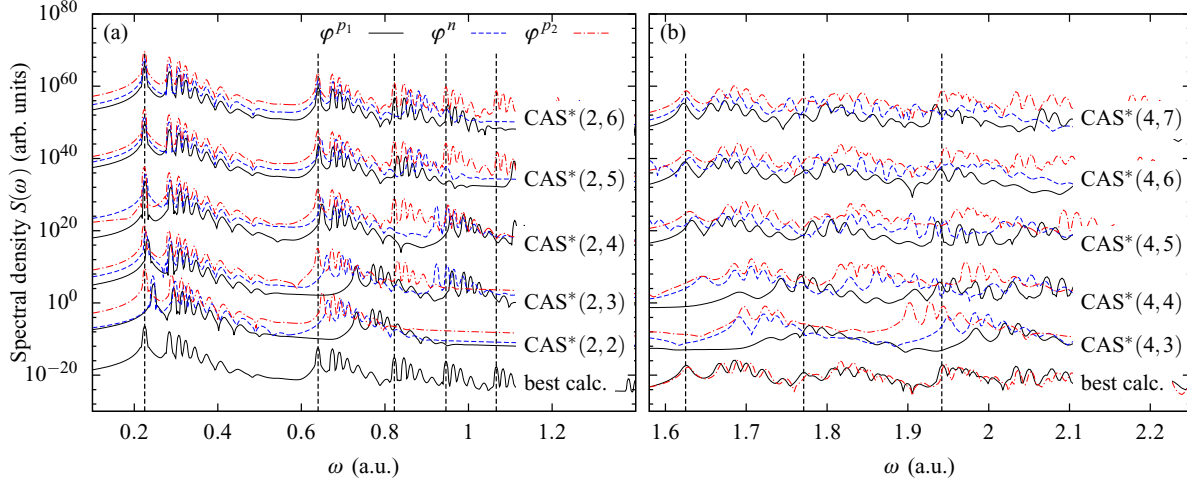 Spectral density S(ω) (arb. units)
10^80
10^60
10^40
10^20
10^0
10^−20
(a)
φ^{p_1}
φ^n
φ^{p_2}
CAS*(2,6)
CAS*(2,5)
CAS*(2,4)
CAS*(2,3)
CAS*(2,2)
best calc.
0.2 0.4 0.6 0.8 1 1.2
ω (a.u.)
(b)
CAS*(4,7)
CAS*(4,6)
CAS*(4,5)
CAS*(4,4)
CAS*(4,3)
best calc.
1.6 1.7 1.8 1.9 2 2.1 2.2
ω (a.u.)